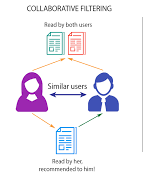 COLLABORATIVE FILTERING
Read by both users
Similar users
Read by her,
recommended to him!